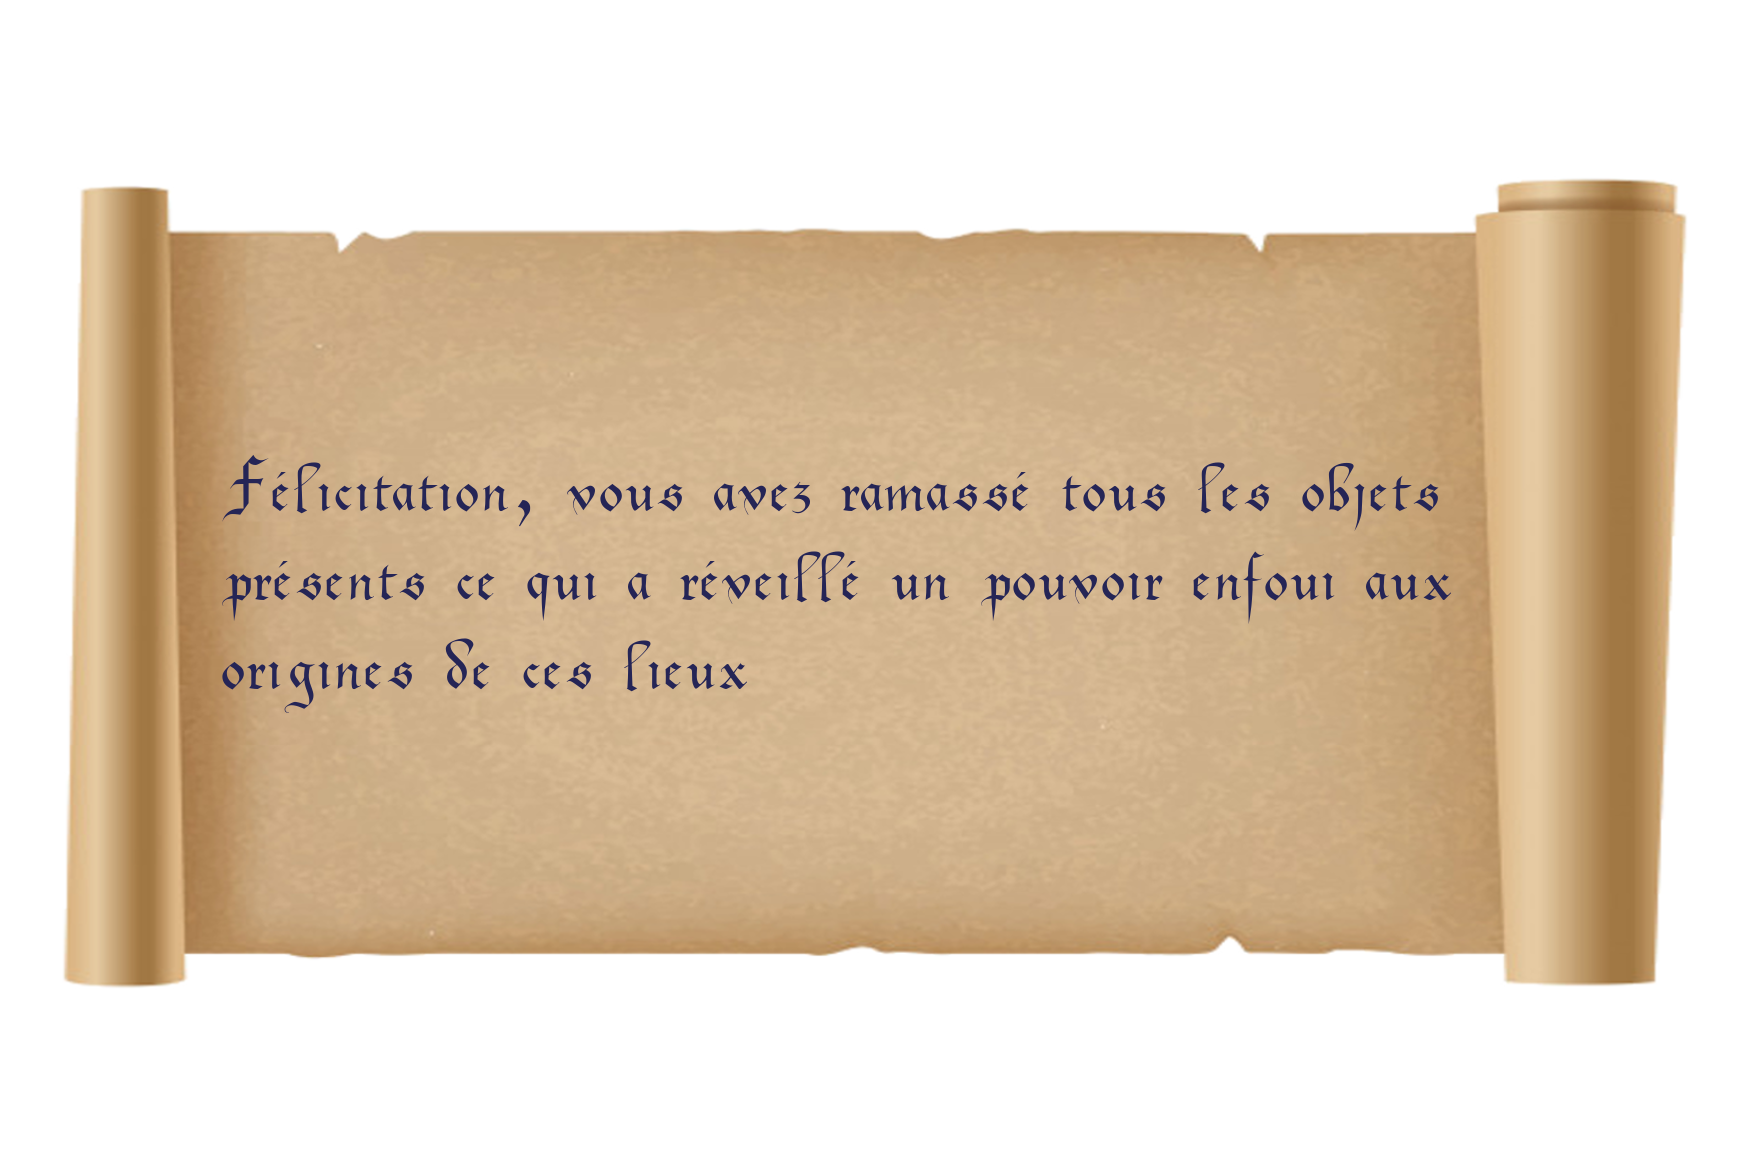 Félicitation, vous avez ramassé tous les objets
présents ce qui a réveillé un pouvoir enfoui aux
origines de ces lieux